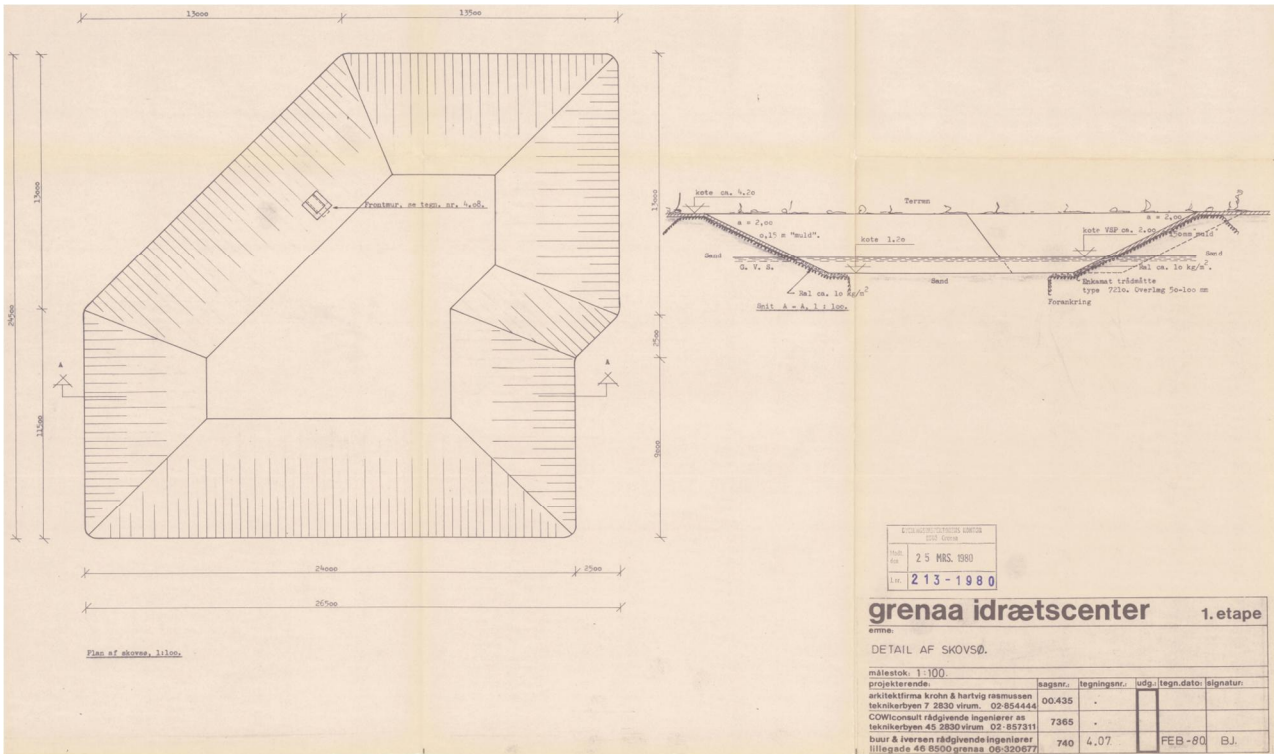 13000
13500
13000
24500
11500
Frontmur, se tegn. nr. 4.08.
A
A
13000
2500
9000
24000
2500
26500
Plan af skovsø, 1:100.
kote ca. 4.20
Terræn
a = 2,00
0,15 m "muld".
kote 1.20
a = 2,00
kote VSP ca. 2.00
150mm muld
Sand
G. V. S.
Sand
Sand
Ral ca. 10 kg/m²
Ral ca. 10 kg/m².
Enkamat trådmåtte
type 7210. Overlæg 50-100 mm
Forankring
Snit A - A, 1 : 100.
25 MRS. 1980
213-1980
grenaa idrætscenter 1. etape
emne:
DETAIL AF SKOVSØ.
målestok: 1:100.
projekterende: sagsnr.: tegningsnr.: udg.: tegn.dato: signatur:
arkitektfirma krohn & hartvig rasmussen
teknikerbyen 7 2830 virum. 02-854444 00.435 .
COWIconsult rådgivende ingeniører as
teknikerbyen 45 2830 virum 02-857311 7365 .
buur & iversen rådgivende ingeniører
lillegade 46 8500 grenaa 06-320677 740 4.07 FEB-80 BJ.